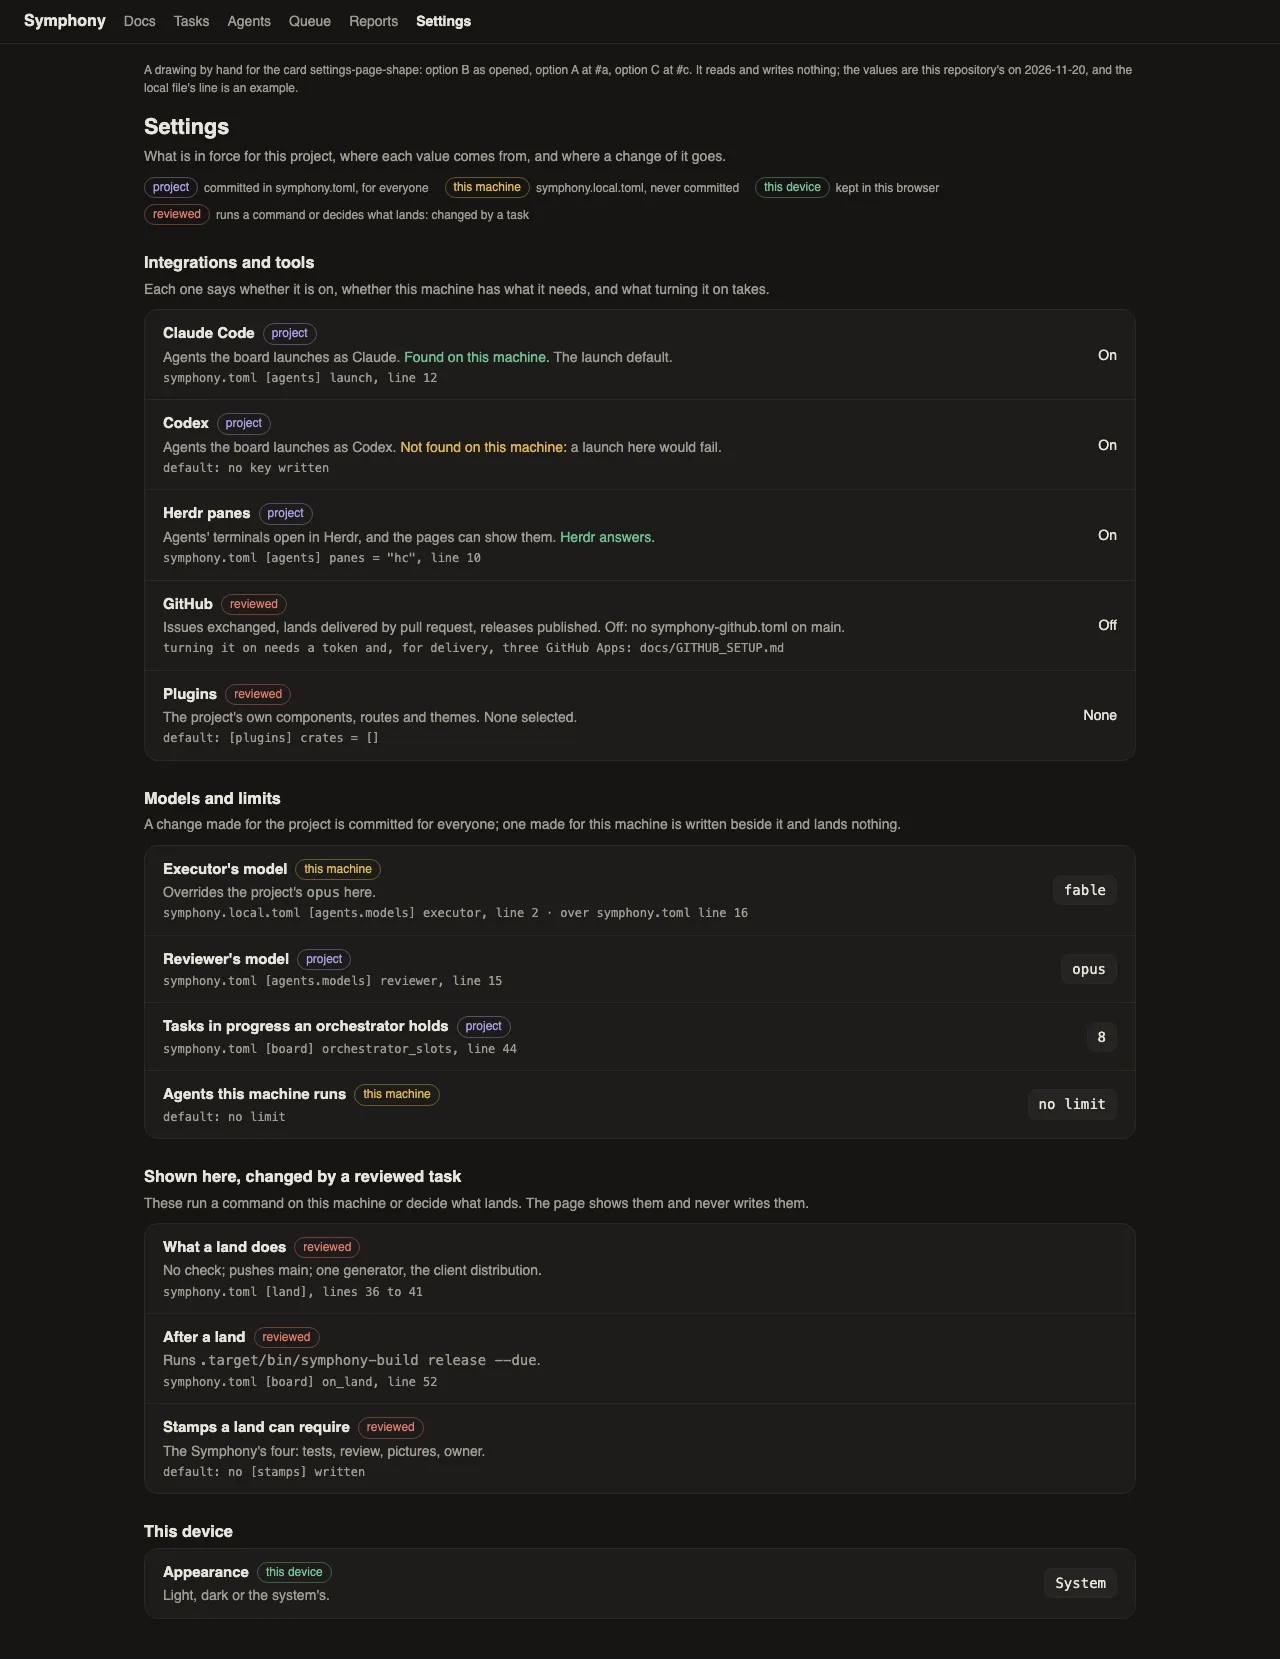 Symphony Docs Tasks Agents Queue Reports Settings
A drawing by hand for the card settings-page-shape: option B as opened, option A at #a, option C at #c. It reads and writes nothing; the values are this repository's on 2026-11-20, and the
local file's line is an example.
Settings
What is in force for this project, where each value comes from, and where a change of it goes.
project committed in symphony.toml, for everyone this machine symphony.local.toml, never committed this device kept in this browser
reviewed runs a command or decides what lands: changed by a task
Integrations and tools
Each one says whether it is on, whether this machine has what it needs, and what turning it on takes.
Claude Code project
Agents the board launches as Claude. Found on this machine. The launch default.
symphony.toml [agents] launch, line 12
On
Codex project
Agents the board launches as Codex. Not found on this machine: a launch here would fail.
default: no key written
On
Herdr panes project
Agents' terminals open in Herdr, and the pages can show them. Herdr answers.
symphony.toml [agents] panes = "hc", line 10
On
GitHub reviewed
Issues exchanged, lands delivered by pull request, releases published. Off: no symphony-github.toml on main.
turning it on needs a token and, for delivery, three GitHub Apps: docs/GITHUB_SETUP.md
Off
Plugins reviewed
The project's own components, routes and themes. None selected.
default: [plugins] crates = []
None
Models and limits
A change made for the project is committed for everyone; one made for this machine is written beside it and lands nothing.
Executor's model this machine
Overrides the project's opus here.
symphony.local.toml [agents.models] executor, line 2 · over symphony.toml line 16
fable
Reviewer's model project
symphony.toml [agents.models] reviewer, line 15
opus
Tasks in progress an orchestrator holds project
symphony.toml [board] orchestrator_slots, line 44
8
Agents this machine runs this machine
default: no limit
no limit
Shown here, changed by a reviewed task
These run a command on this machine or decide what lands. The page shows them and never writes them.
What a land does reviewed
No check; pushes main; one generator, the client distribution.
symphony.toml [land], lines 36 to 41
After a land reviewed
Runs .target/bin/symphony-build release --due.
symphony.toml [board] on_land, line 52
Stamps a land can require reviewed
The Symphony's four: tests, review, pictures, owner.
default: no [stamps] written
This device
Appearance this device
Light, dark or the system's.
System